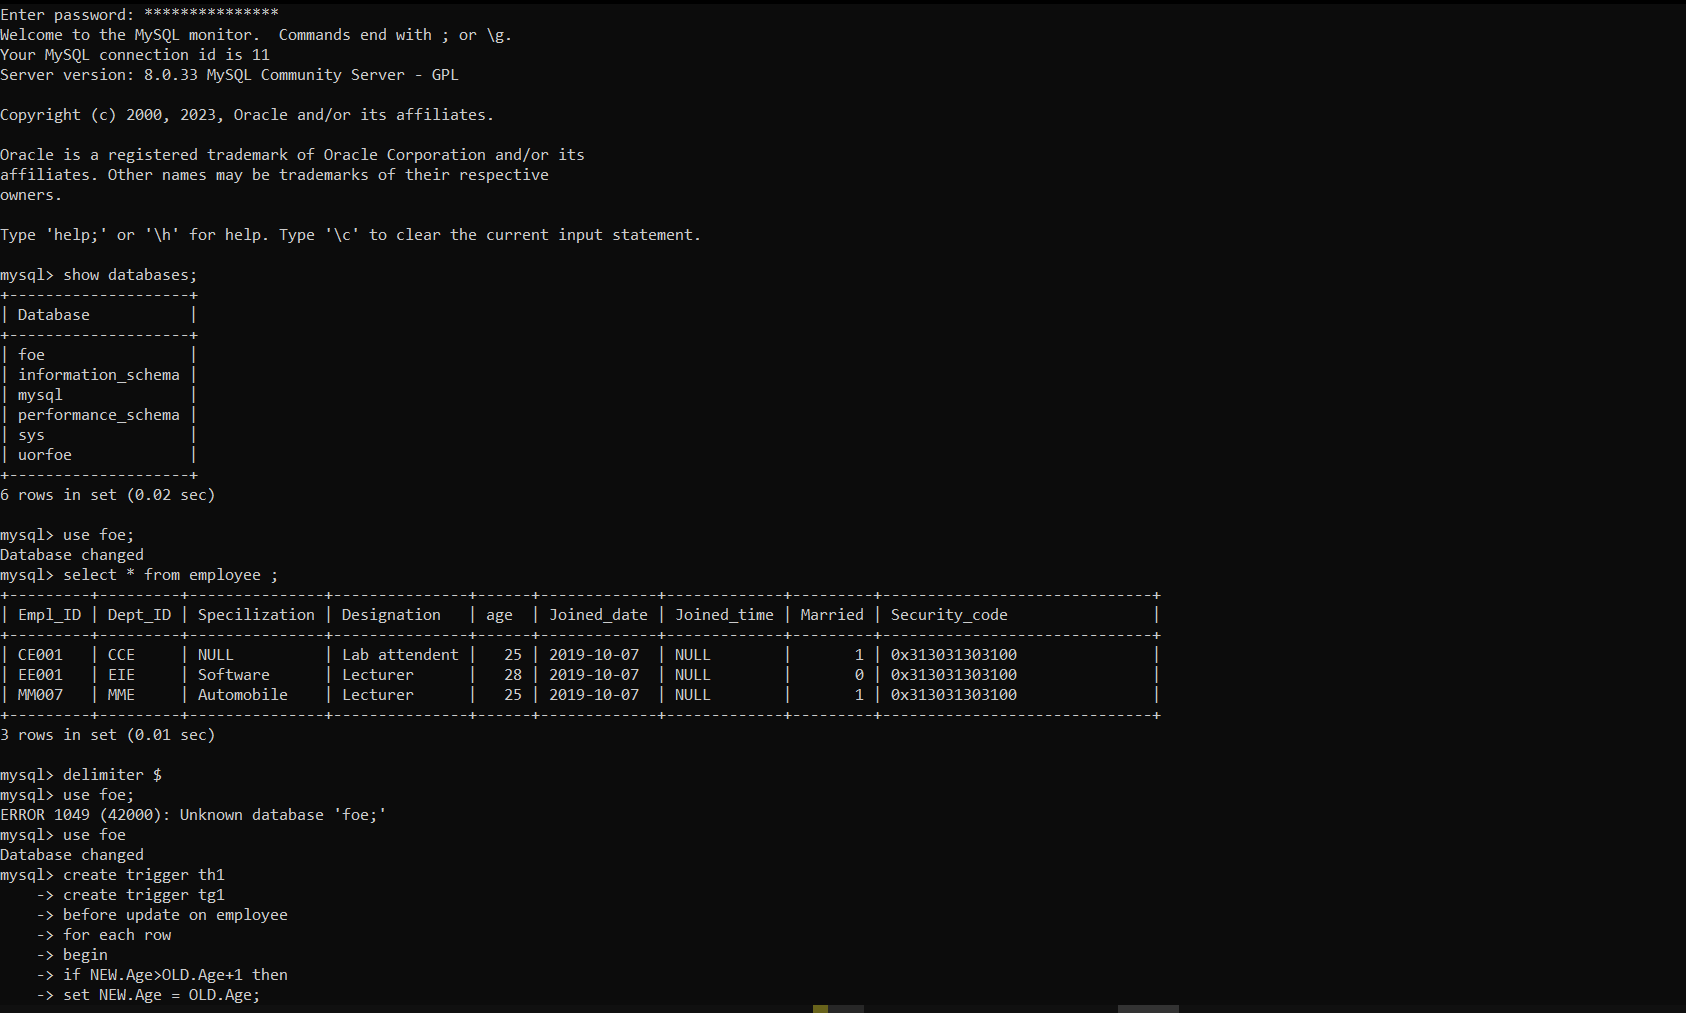 Enter password: ***************
Welcome to the MySQL monitor.  Commands end with ; or \g.
Your MySQL connection id is 11
Server version: 8.0.33 MySQL Community Server - GPL

Copyright (c) 2000, 2023, Oracle and/or its affiliates.

Oracle is a registered trademark of Oracle Corporation and/or its
affiliates. Other names may be trademarks of their respective
owners.

Type 'help;' or '\h' for help. Type '\c' to clear the current input statement.

mysql> show databases;
+--------------------+
| Database           |
+--------------------+
| foe                |
| information_schema |
| mysql              |
| performance_schema |
| sys                |
| uorfoe             |
+--------------------+
6 rows in set (0.02 sec)

mysql> use foe;
Database changed
mysql> select * from employee ;
+---------+---------+---------------+---------------+------+-------------+-------------+---------+------------------------------+
| Empl_ID | Dept_ID | Specilization | Designation   | age  | Joined_date | Joined_time | Married | Security_code                |
+---------+---------+---------------+---------------+------+-------------+-------------+---------+------------------------------+
| CE001   | CCE     | NULL          | Lab attendent |   25 | 2019-10-07  | NULL        |       1 | 0x313031303100               |
| EE001   | EIE     | Software      | Lecturer      |   28 | 2019-10-07  | NULL        |       0 | 0x313031303100               |
| MM007   | MME     | Automobile    | Lecturer      |   25 | 2019-10-07  | NULL        |       1 | 0x313031303100               |
+---------+---------+---------------+---------------+------+-------------+-------------+---------+------------------------------+
3 rows in set (0.01 sec)

mysql> delimiter $
mysql> use foe;
ERROR 1049 (42000): Unknown database 'foe;'
mysql> use foe
Database changed
mysql> create trigger th1
    -> create trigger tg1
    -> before update on employee
    -> for each row
    -> begin
    -> if NEW.Age>OLD.Age+1 then
    -> set NEW.Age = OLD.Age;